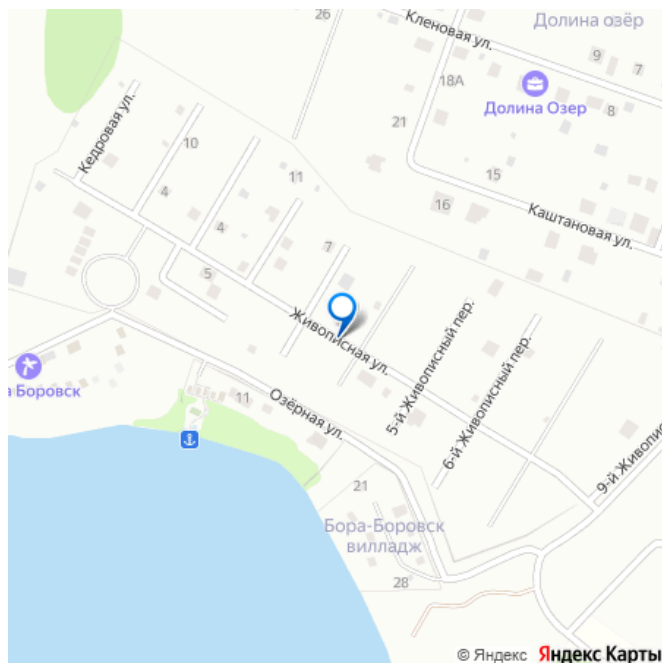 26
Кленовая ул.
Долина озёр
9
7
18А
Долина Озер
8
Кедровая ул.
21
10
15
11
4
16
Каштановая ул.
4
7
5
Живописная ул.
5-й Живописный пер.
6-й Живописный пер.
Боровск
11
Озёрная ул.
9-й Живопис
21
Бора-Боровск
вилладж
28
© Яндекс Яндекс Карты